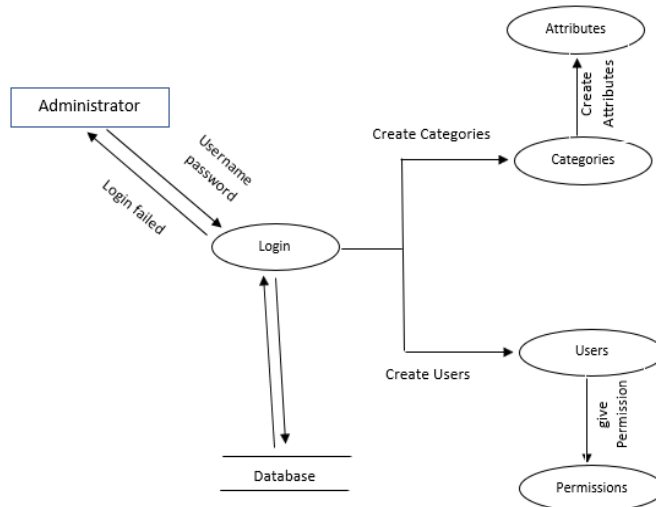 Attributes
Create
Attributes
Administrator
Username
password
Create Categories
Categories
Login failed
Login
Users
Create Users
give
Permission
Database
Permissions